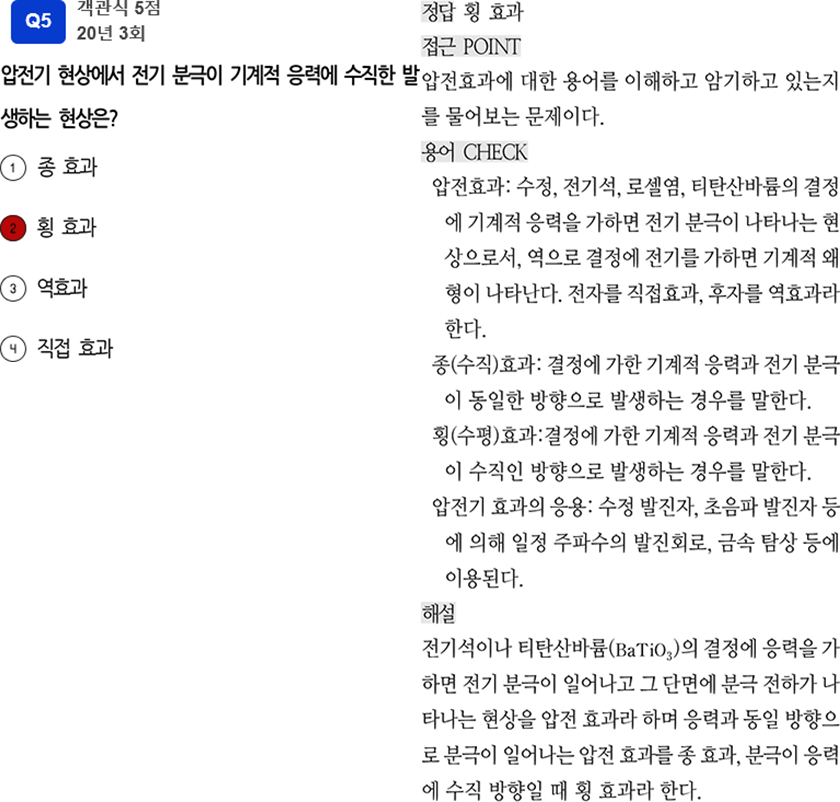 Q5
객관식 5점
20년 3회
압전기 현상에서 전기 분극이 기계적 응력에 수직한 발
생하는 현상은?
1 종 효과
2 횡 효과
3 역효과
4 직접 효과
정답 횡 효과
접근 POINT
압전효과에 대한 용어를 이해하고 암기하고 있는지
를 물어보는 문제이다.
용어 CHECK
압전효과: 수정, 전기석, 로셀염, 티탄산바륨의 결정
에 기계적 응력을 가하면 전기 분극이 나타나는 현
상으로서, 역으로 결정에 전기를 가하면 기계적 왜
형이 나타난다. 전자를 직접효과, 후자를 역효과라
한다.
종(수직)효과: 결정에 가한 기계적 응력과 전기 분극
이 동일한 방향으로 발생하는 경우를 말한다.
횡(수평)효과:결정에 가한 기계적 응력과 전기 분극
이 수직인 방향으로 발생하는 경우를 말한다.
압전기 효과의 응용: 수정 발진자, 초음파 발진자 등
에 의해 일정 주파수의 발진회로, 금속 탐상 등에
이용된다.
해설
전기석이나 티탄산바륨(BaTiO₃)의 결정에 응력을 가
하면 전기 분극이 일어나고 그 단면에 분극 전하가 나
타나는 현상을 압전 효과라 하며 응력과 동일 방향으
로 분극이 일어나는 압전 효과를 종 효과, 분극이 응력
에 수직 방향일 때 횡 효과라 한다.